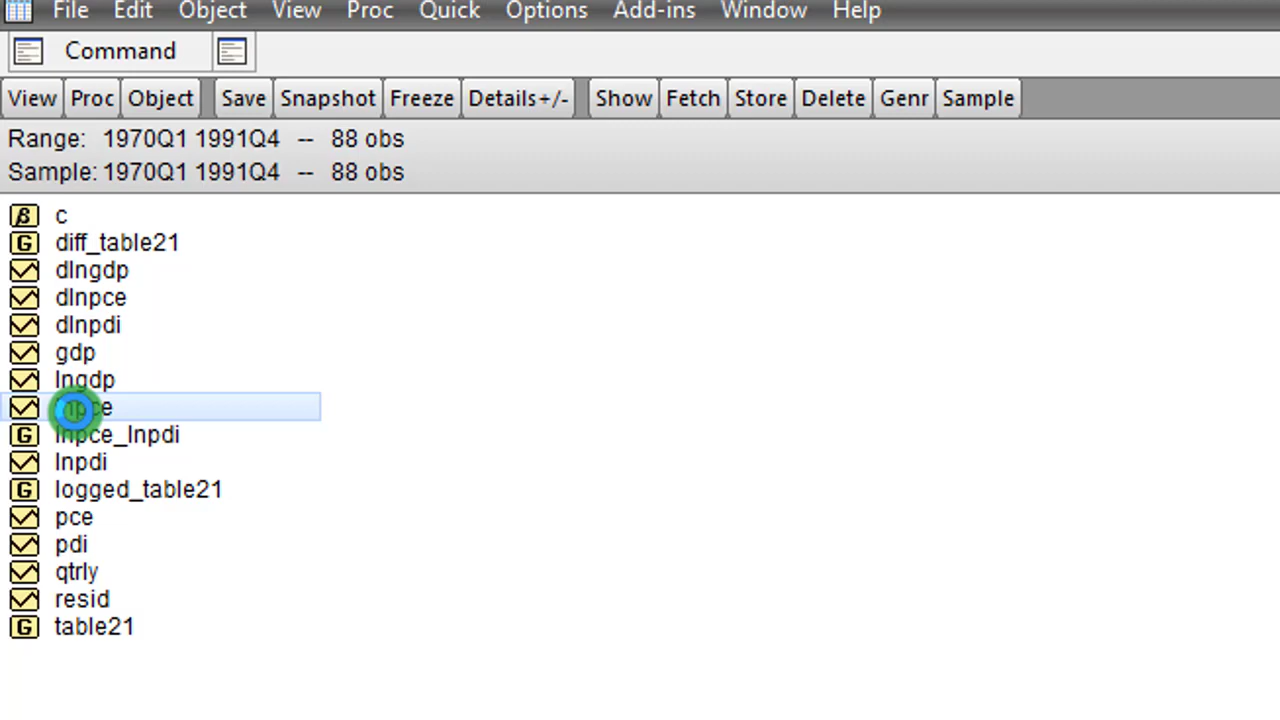 File Edit Object View Proc Quick Options Add-ins Window Help
Command
View Proc Object Save Snapshot Freeze Details+/- Show Fetch Store Delete Genr Sample
Range: 1970Q1 1991Q4 -- 88 obs
Sample: 1970Q1 1991Q4 -- 88 obs
β c
G diff_table21
dlngdp
dlnpce
dlnpdi
gdp
lngdp
lnpce
G lnpce_lnpdi
lnpdi
G logged_table21
pce
pdi
qtrly
resid
G table21